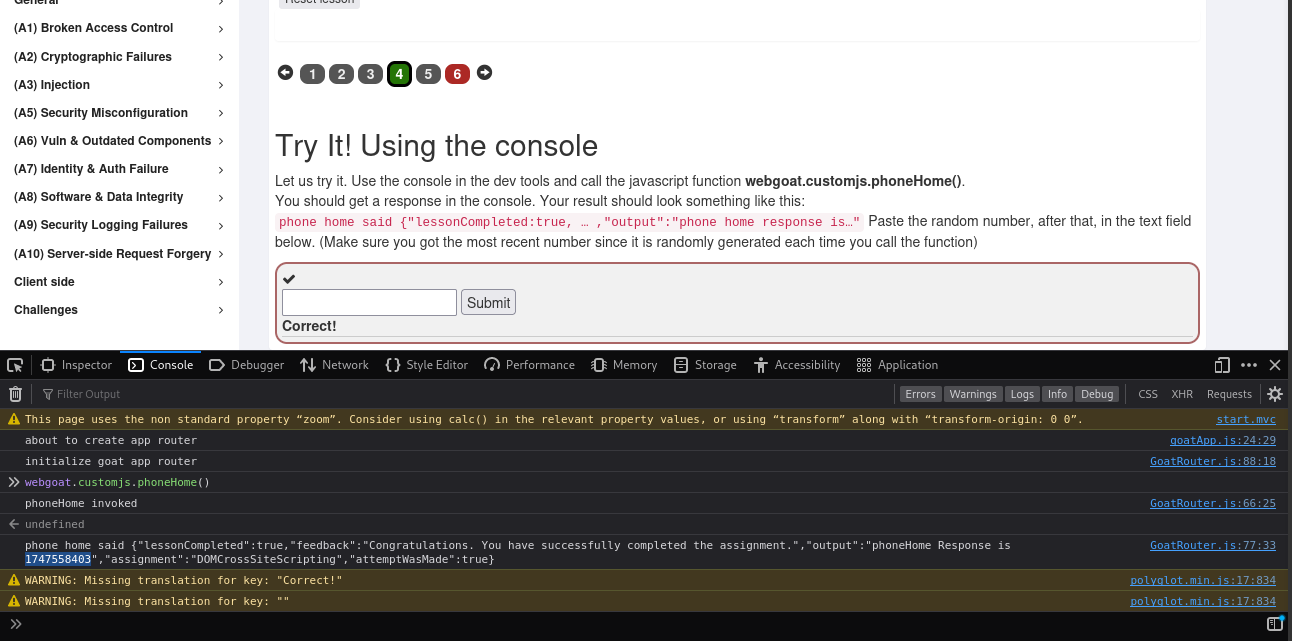 General
Reset lesson
(A1) Broken Access Control
(A2) Cryptographic Failures
(A3) Injection
(A5) Security Misconfiguration
(A6) Vuln & Outdated Components
(A7) Identity & Auth Failure
(A8) Software & Data Integrity
(A9) Security Logging Failures
(A10) Server-side Request Forgery
Client side
Challenges
1 2 3 4 5 6
Try It! Using the console
Let us try it. Use the console in the dev tools and call the javascript function webgoat.customjs.phoneHome().
You should get a response in the console. Your result should look something like this:
phone home said {"lessonCompleted:true, … ,"output":"phone home response is…" Paste the random number, after that, in the text field
below. (Make sure you got the most recent number since it is randomly generated each time you call the function)
Submit
Correct!
Inspector Console Debugger Network Style Editor Performance Memory Storage Accessibility Application
Filter Output Errors Warnings Logs Info Debug CSS XHR Requests
This page uses the non standard property “zoom”. Consider using calc() in the relevant property values, or using “transform” along with “transform-origin: 0 0”. start.mvc
about to create app router goatApp.js:24:29
initialize goat app router GoatRouter.js:88:18
webgoat.customjs.phoneHome()
phoneHome invoked GoatRouter.js:66:25
undefined
phone home said {"lessonCompleted":true,"feedback":"Congratulations. You have successfully completed the assignment.","output":"phoneHome Response is GoatRouter.js:77:33
1747558403","assignment":"DOMCrossSiteScripting","attemptWasMade":true}
WARNING: Missing translation for key: "Correct!" polyglot.min.js:17:834
WARNING: Missing translation for key: "" polyglot.min.js:17:834